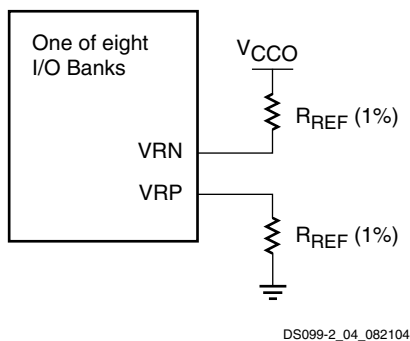 One of eight
I/O Banks
VCCO
RREF (1%)
VRN
VRP
RREF (1%)
DS099-2_04_082104